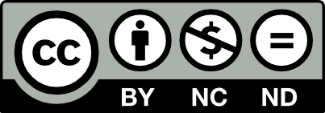 cc $ =
BY NC ND